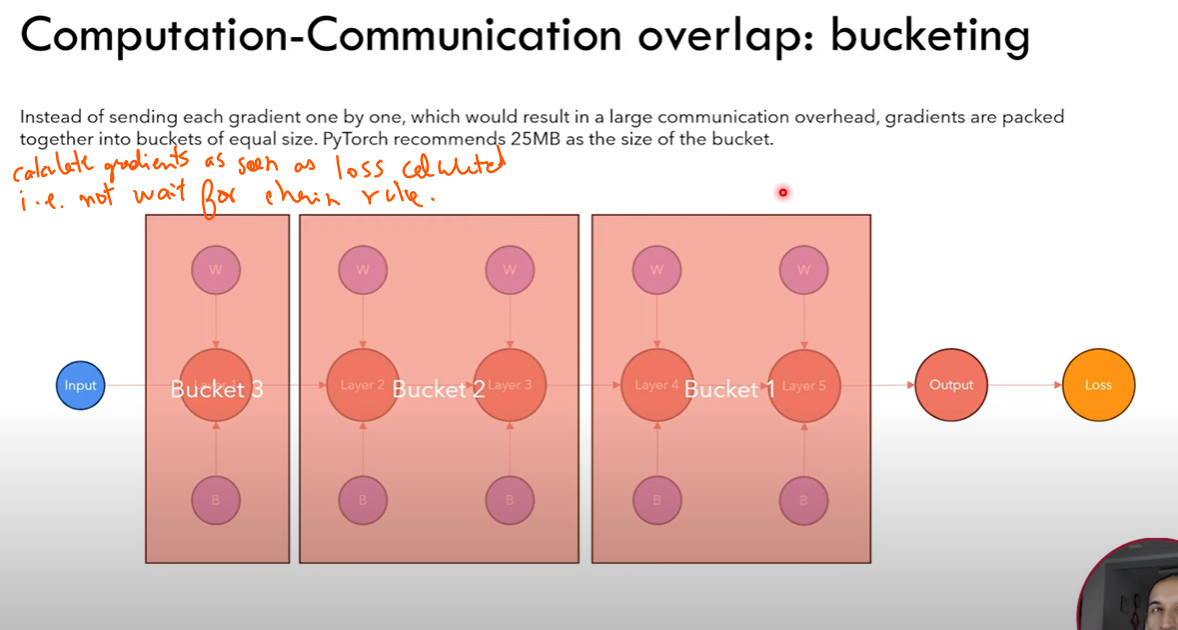 Computation-Communication overlap: bucketing
Instead of sending each gradient one by one, which would result in a large communication overhead, gradients are packed
together into buckets of equal size. PyTorch recommends 25MB as the size of the bucket.
calculate gradients as soon as loss calculated
i.e. not wait for chain rule.
W W W W W
Input Bucket 3 Layer 2 Bucket 2 Layer 3 Layer 4 Bucket 1 Layer 5 Output Loss
B B B B B